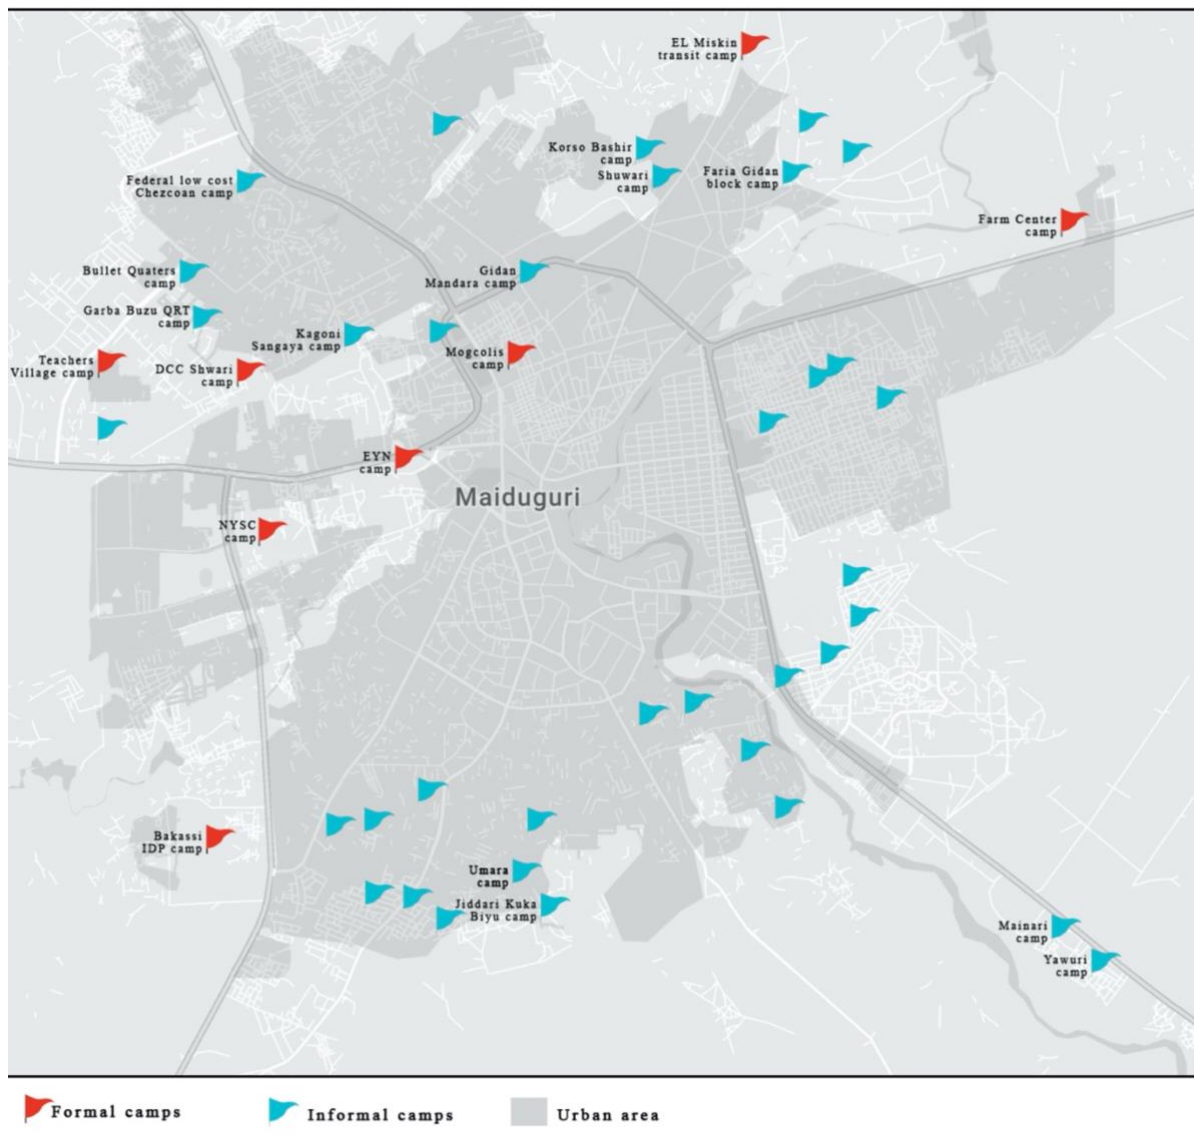 EL Miskin
transit camp
Korso Bashir
camp
Shuwari
camp
Faria Gidan
block camp
Federal low cost
Chezcoan camp
Farm Center
camp
Bullet Quaters
camp
Gidan
Mandara camp
Garba Buzu QRT
camp
Kagoni
Sangaya camp
Mogcolis
camp
Teachers
Village camp
DCC Shwari
camp
EYN
camp
Maiduguri
NYSC
camp
Bakassi
IDP camp
Umara
camp
Jiddari Kuka
Biyu camp
Mainari
camp
Yawuri
camp
Formal camps
Informal camps
Urban area